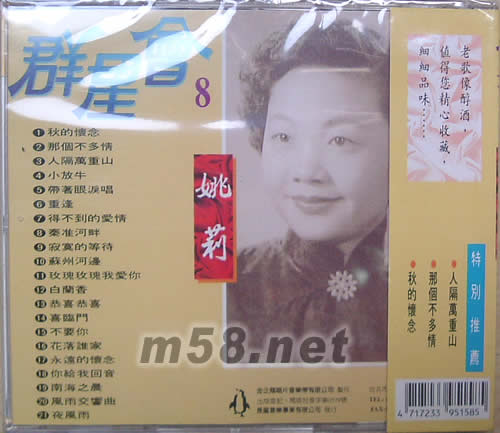 群星會
8
姚莉
1 秋的懷念
2 那個不多情
3 人隔萬重山
4 小放牛
5 帶著眼淚唱
6 重逢
7 得不到的愛情
8 秦准河畔
9 寂寞的等待
10 蘇州河邊
11 玫瑰玫瑰我愛你
12 白蘭香
13 恭喜恭喜
14 喜臨門
15 不要你
16 花落誰家
17 永遠的懷念
18 你給我回音
19 南海之晨
20 風雨交響曲
21 夜風雨
老歌像醇酒，
值得您精心收藏，
細細品味……
特別推薦
●人隔萬重山
●那個不多情
●秋的懷念
m58.net
4 717233 951585